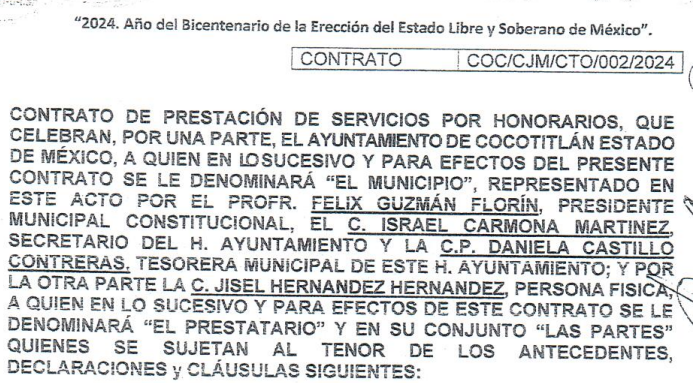 “2024. Año del Bicentenario de la Erección del Estado Libre y Soberano de México”.
CONTRATO COC/CJM/CTO/002/2024
CONTRATO DE PRESTACIÓN DE SERVICIOS POR HONORARIOS, QUE
CELEBRAN, POR UNA PARTE, EL AYUNTAMIENTO DE COCOTITLÁN ESTADO
DE MÉXICO, A QUIEN EN LOSUCESIVO Y PARA EFECTOS DEL PRESENTE
CONTRATO SE LE DENOMINARÁ “EL MUNICIPIO”, REPRESENTADO EN
ESTE ACTO POR EL PROFR. FELIX GUZMÁN FLORÍN, PRESIDENTE
MUNICIPAL CONSTITUCIONAL, EL C. ISRAEL CARMONA MARTINEZ,
SECRETARIO DEL H. AYUNTAMIENTO Y LA C.P. DANIELA CASTILLO
CONTRERAS, TESORERA MUNICIPAL DE ESTE H. AYUNTAMIENTO; Y POR
LA OTRA PARTE LA C. JISEL HERNANDEZ HERNANDEZ, PERSONA FISICA,
A QUIEN EN LO SUCESIVO Y PARA EFECTOS DE ESTE CONTRATO SE LE
DENOMINARÁ “EL PRESTATARIO” Y EN SU CONJUNTO “LAS PARTES”
QUIENES SE SUJETAN AL TENOR DE LOS ANTECEDENTES,
DECLARACIONES y CLÁUSULAS SIGUIENTES: